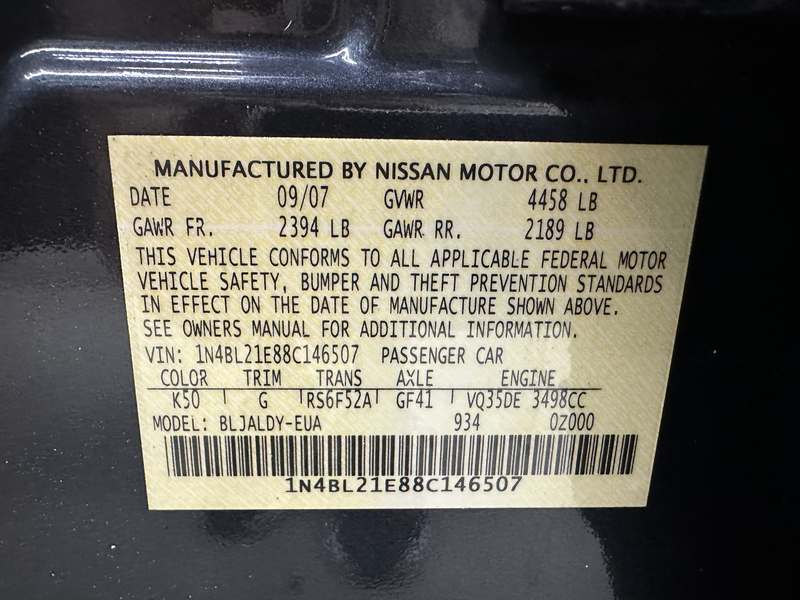 MANUFACTURED BY NISSAN MOTOR CO., LTD.
DATE 09/07 GVWR 4458 LB
GAWR FR. 2394 LB GAWR RR. 2189 LB
THIS VEHICLE CONFORMS TO ALL APPLICABLE FEDERAL MOTOR
VEHICLE SAFETY, BUMPER AND THEFT PREVENTION STANDARDS
IN EFFECT ON THE DATE OF MANUFACTURE SHOWN ABOVE.
SEE OWNERS MANUAL FOR ADDITIONAL INFORMATION.
VIN: 1N4BL21E88C146507 PASSENGER CAR
COLOR TRIM TRANS AXLE ENGINE
K50 G RS6F52A GF41 VQ35DE 3498CC
MODEL: BLJALDY-EUA 934 0Z000
1N4BL21E88C146507